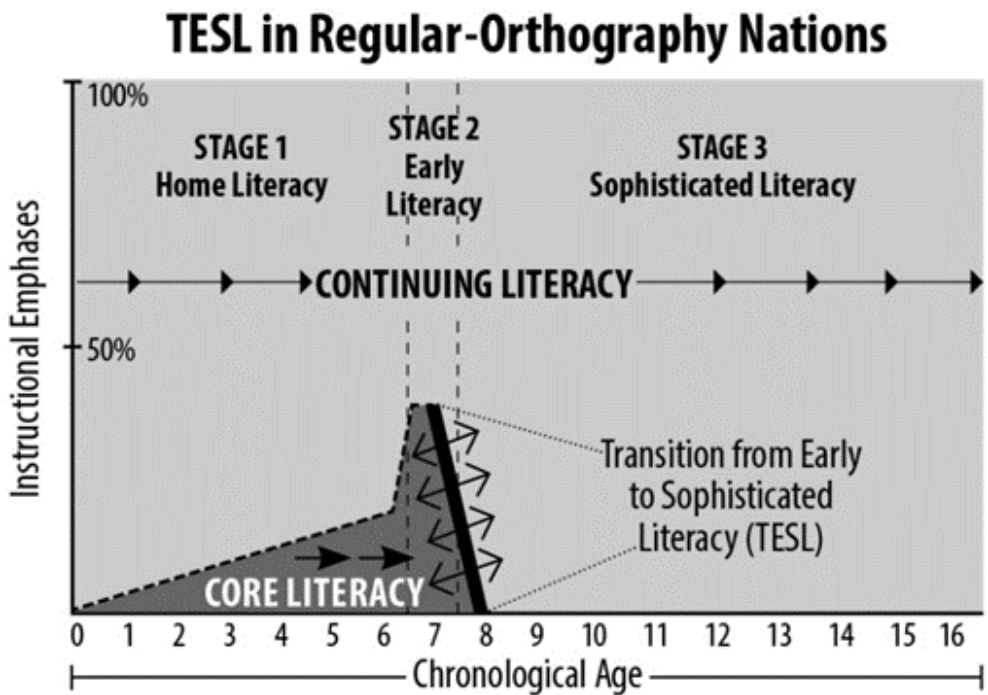 TESL in Regular-Orthography Nations
100%
STAGE 1
Home Literacy
STAGE 2
Early
Literacy
STAGE 3
Sophisticated Literacy
CONTINUING LITERACY
Instructional Emphases
50%
Transition from Early
to Sophisticated
Literacy (TESL)
CORE LITERACY
0 1 2 3 4 5 6 7 8 9 10 11 12 13 14 15 16
Chronological Age